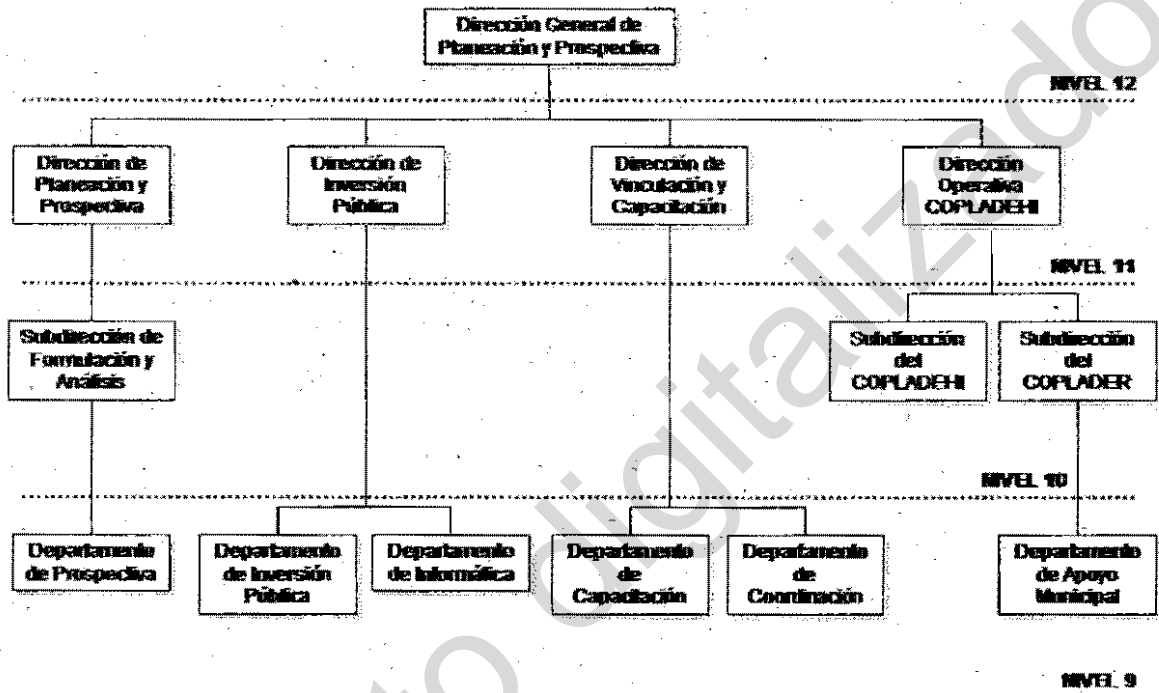 Dirección General de
Planeación y Prospectiva
NIVEL 12
Dirección de
Planeación y
Prospectiva
Dirección de
Inversión
Pública
Dirección de
Vinculación y
Capacitación
Dirección
Operativa
COPLADEHI
NIVEL 11
Subdirección de
Formulación y
Análisis
Subdirección
del
COPLADEHI
Subdirección
del
COPLADER
NIVEL 10
Departamento
de Prospectiva
Departamento
de Inversión
Pública
Departamento
de Informática
Departamento
de
Capacitación
Departamento
de
Coordinación
Departamento
de Apoyo
Municipal
NIVEL 9
to digitalizado